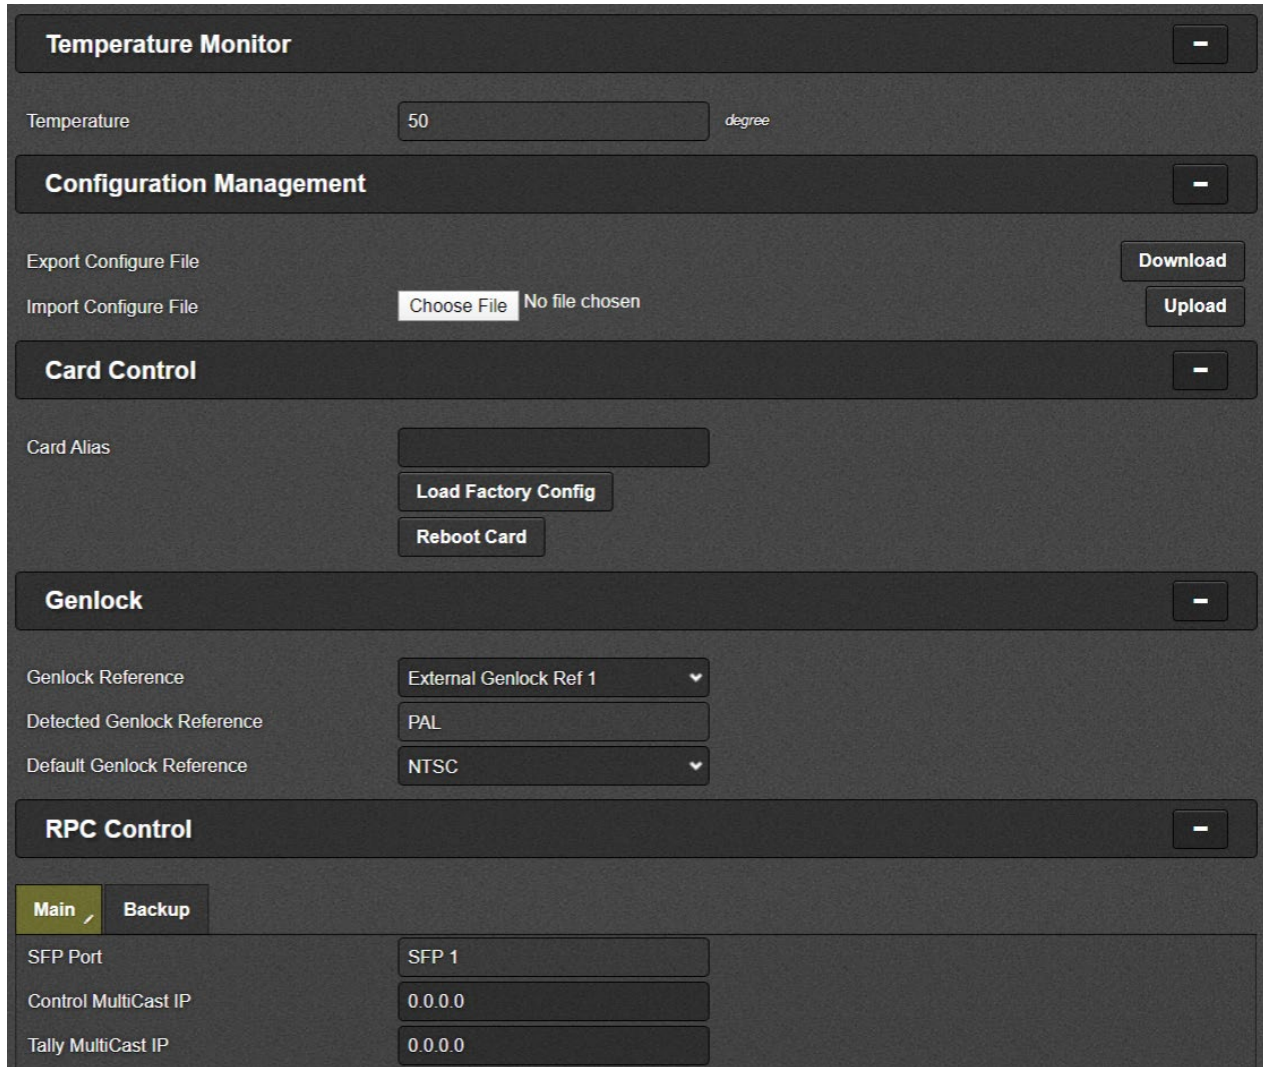 Temperature Monitor
Temperature 50 degree
Configuration Management
Export Configure File Download
Import Configure File Choose File No file chosen Upload
Card Control
Card Alias
Load Factory Config
Reboot Card
Genlock
Genlock Reference External Genlock Ref 1
Detected Genlock Reference PAL
Default Genlock Reference NTSC
RPC Control
Main Backup
SFP Port SFP 1
Control MultiCast IP 0.0.0.0
Tally MultiCast IP 0.0.0.0